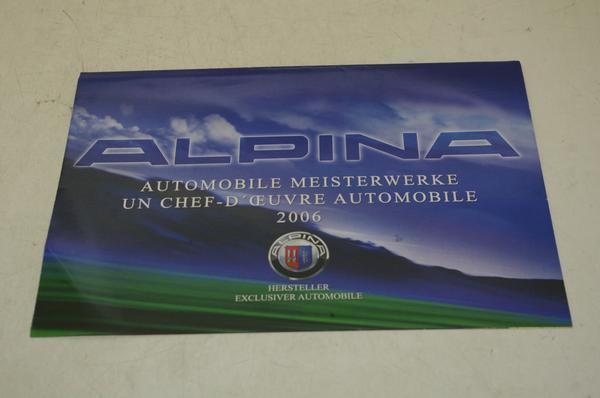 ALPINA
AUTOMOBILE MEISTERWERKE
UN CHEF-D´ŒUVRE AUTOMOBILE
2006
ALPINA
HERSTELLER
EXCLUSIVER AUTOMOBILE